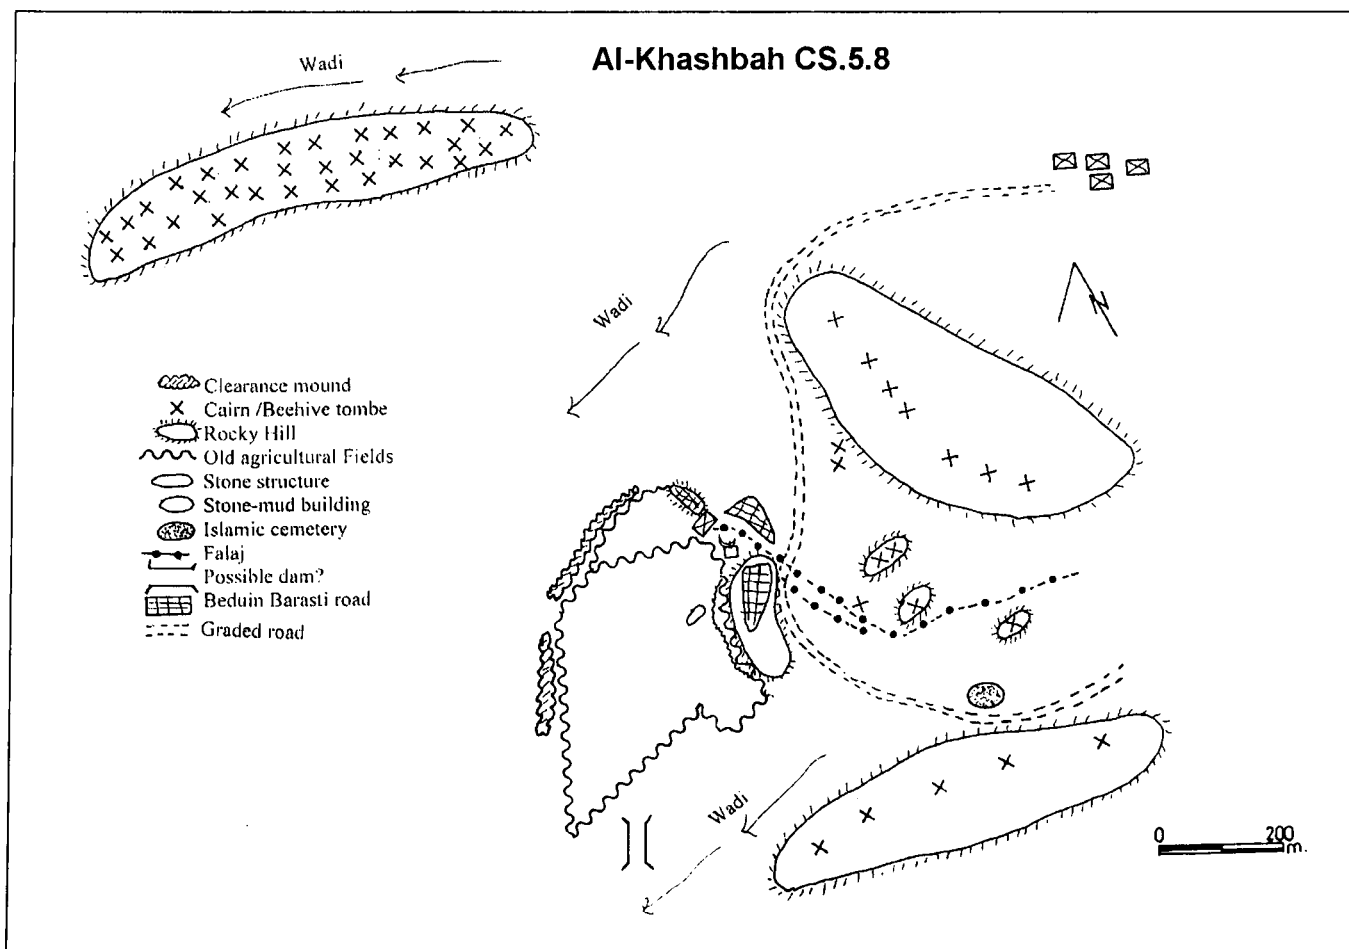 Al-Khashbah CS.5.8
Wadi
Wadi
N
Clearance mound
Cairn /Beehive tombe
Rocky Hill
Old agricultural Fields
Stone structure
Stone-mud building
Islamic cemetery
Falaj
Possible dam?
Beduin Barasti road
Graded road
Wadi
0 200
m.